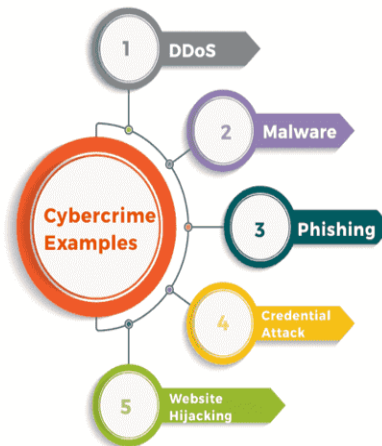 1
DDoS
2
Malware
Cybercrime
Examples
3
Phishing
4
Credential
Attack
5
Website
Hijacking